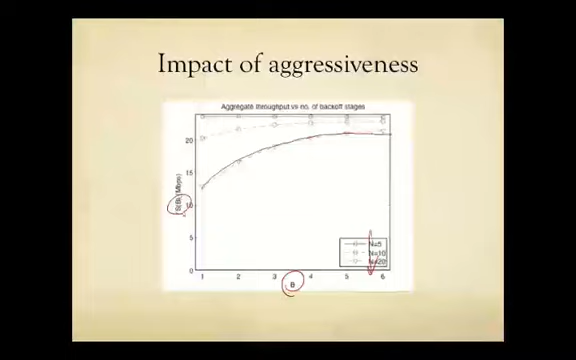 Impact of aggressiveness
Aggregate throughput vs no. of backoff stages
20
15
10
5
0
S(B) (Mbps)
1 2 3 4 5 6
B
N=5
N=10
N=20